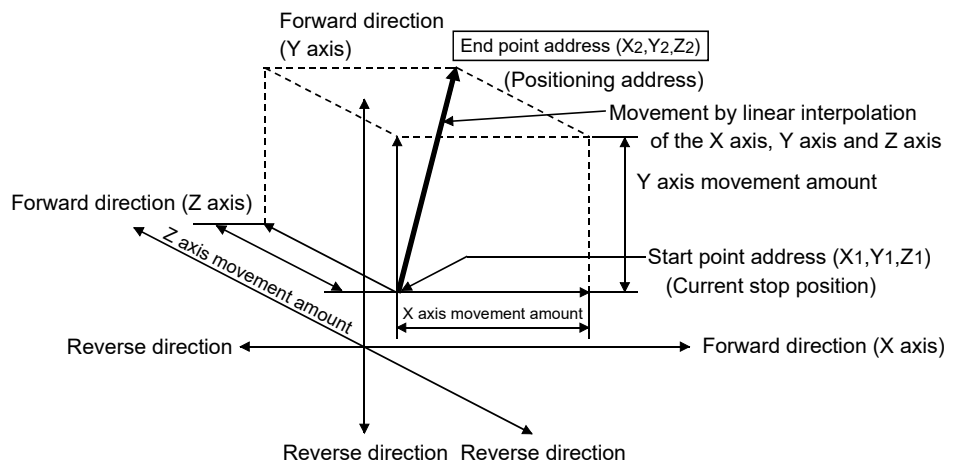 Forward direction
(Y axis)
End point address (X2,Y2,Z2)
(Positioning address)
Movement by linear interpolation
of the X axis, Y axis and Z axis
Y axis movement amount
Forward direction (Z axis)
Z axis movement amount
Start point address (X1,Y1,Z1)
(Current stop position)
X axis movement amount
Reverse direction
Forward direction (X axis)
Reverse direction
Reverse direction